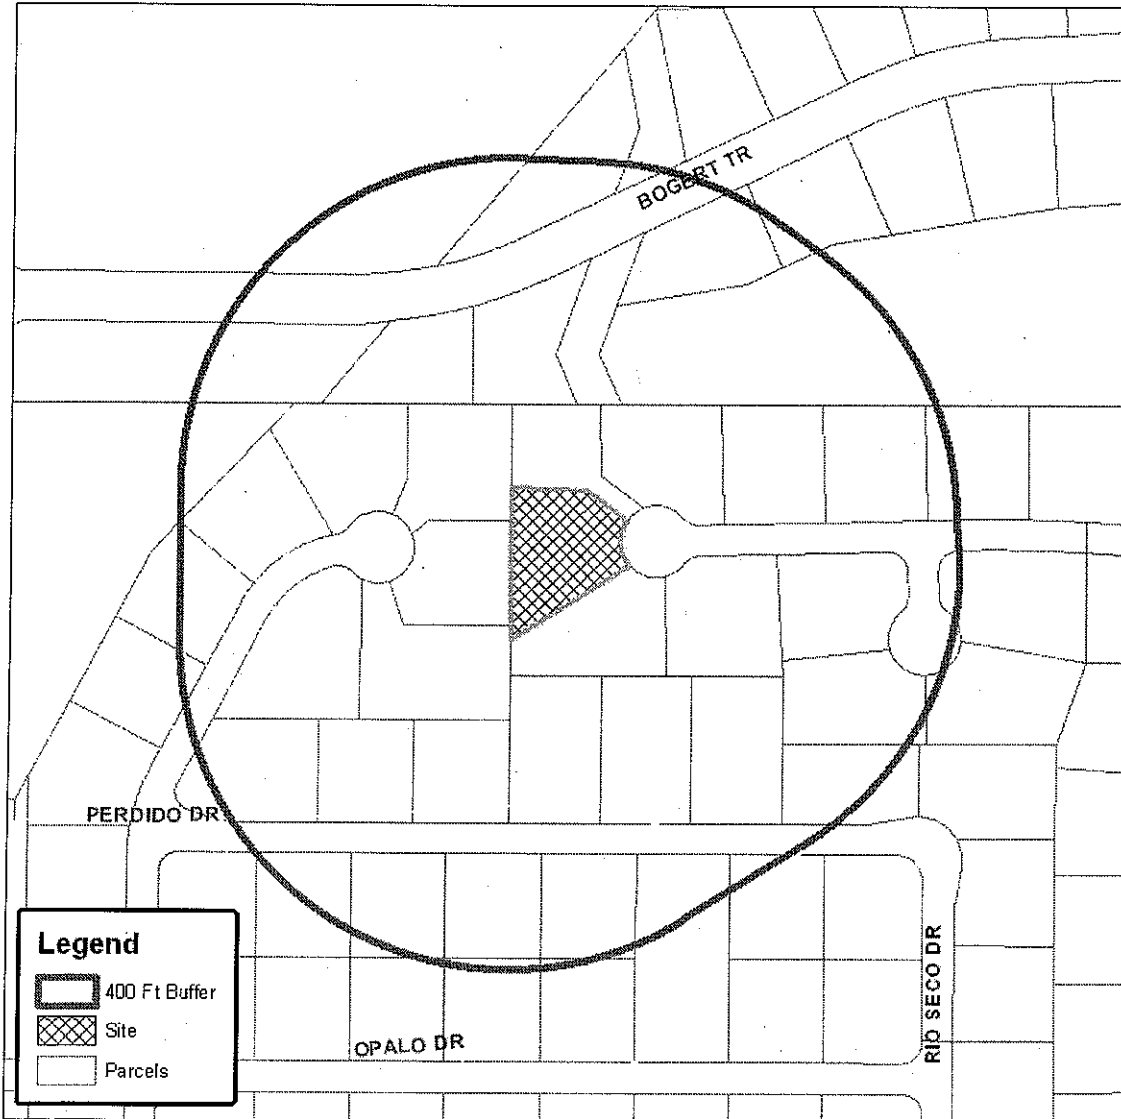 BOGERT TR
PERDIDO DR
OPALO DR
RIO SECO DR
Legend
400 Ft Buffer
Site
Parcels